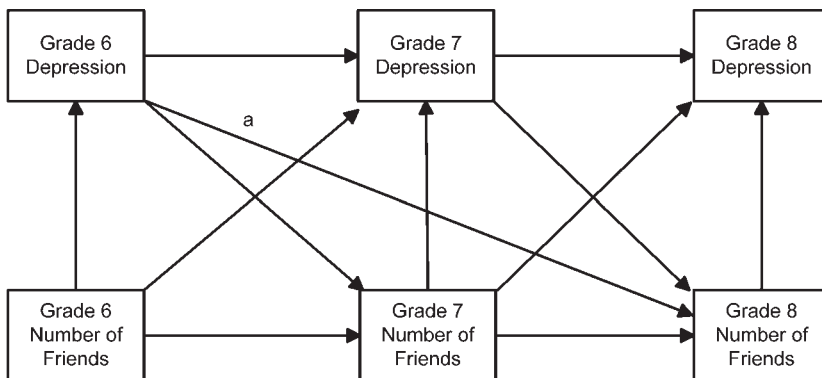 Grade 6
Depression
Grade 7
Depression
Grade 8
Depression
a
Grade 6
Number of
Friends
Grade 7
Number of
Friends
Grade 8
Number of
Friends